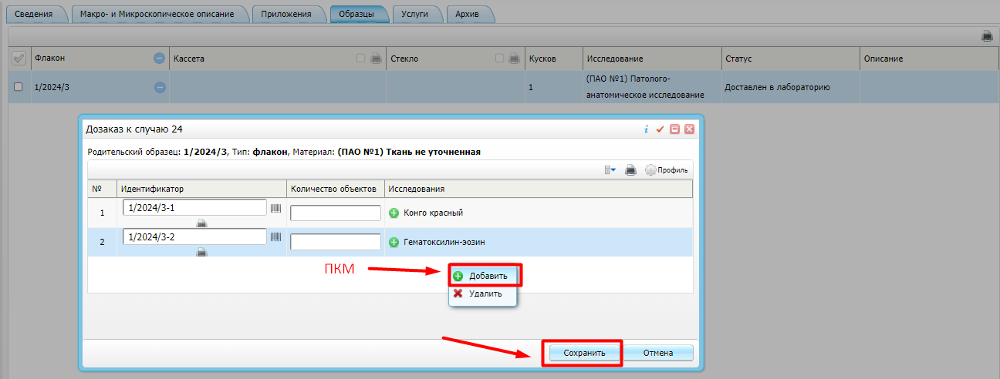 Сведения Макро- и Микроскопическое описание Приложения Образцы Услуги Архив
Флакон Кассета Стекло Кусков Исследование Статус Описание
1/2024/3 1 (ПАО №1) Патолого-
анатомическое исследование Доставлен в лабораторию
Дозаказ к случаю 24
Родительский образец: 1/2024/3, Тип: флакон, Материал: (ПАО №1) Ткань не уточненная
Профиль
№ Идентификатор Количество объектов Исследования
1 1/2024/3-1 Конго красный
2 1/2024/3-2 Гематоксилин-эозин
ПКМ
Добавить
Удалить
Сохранить Отмена